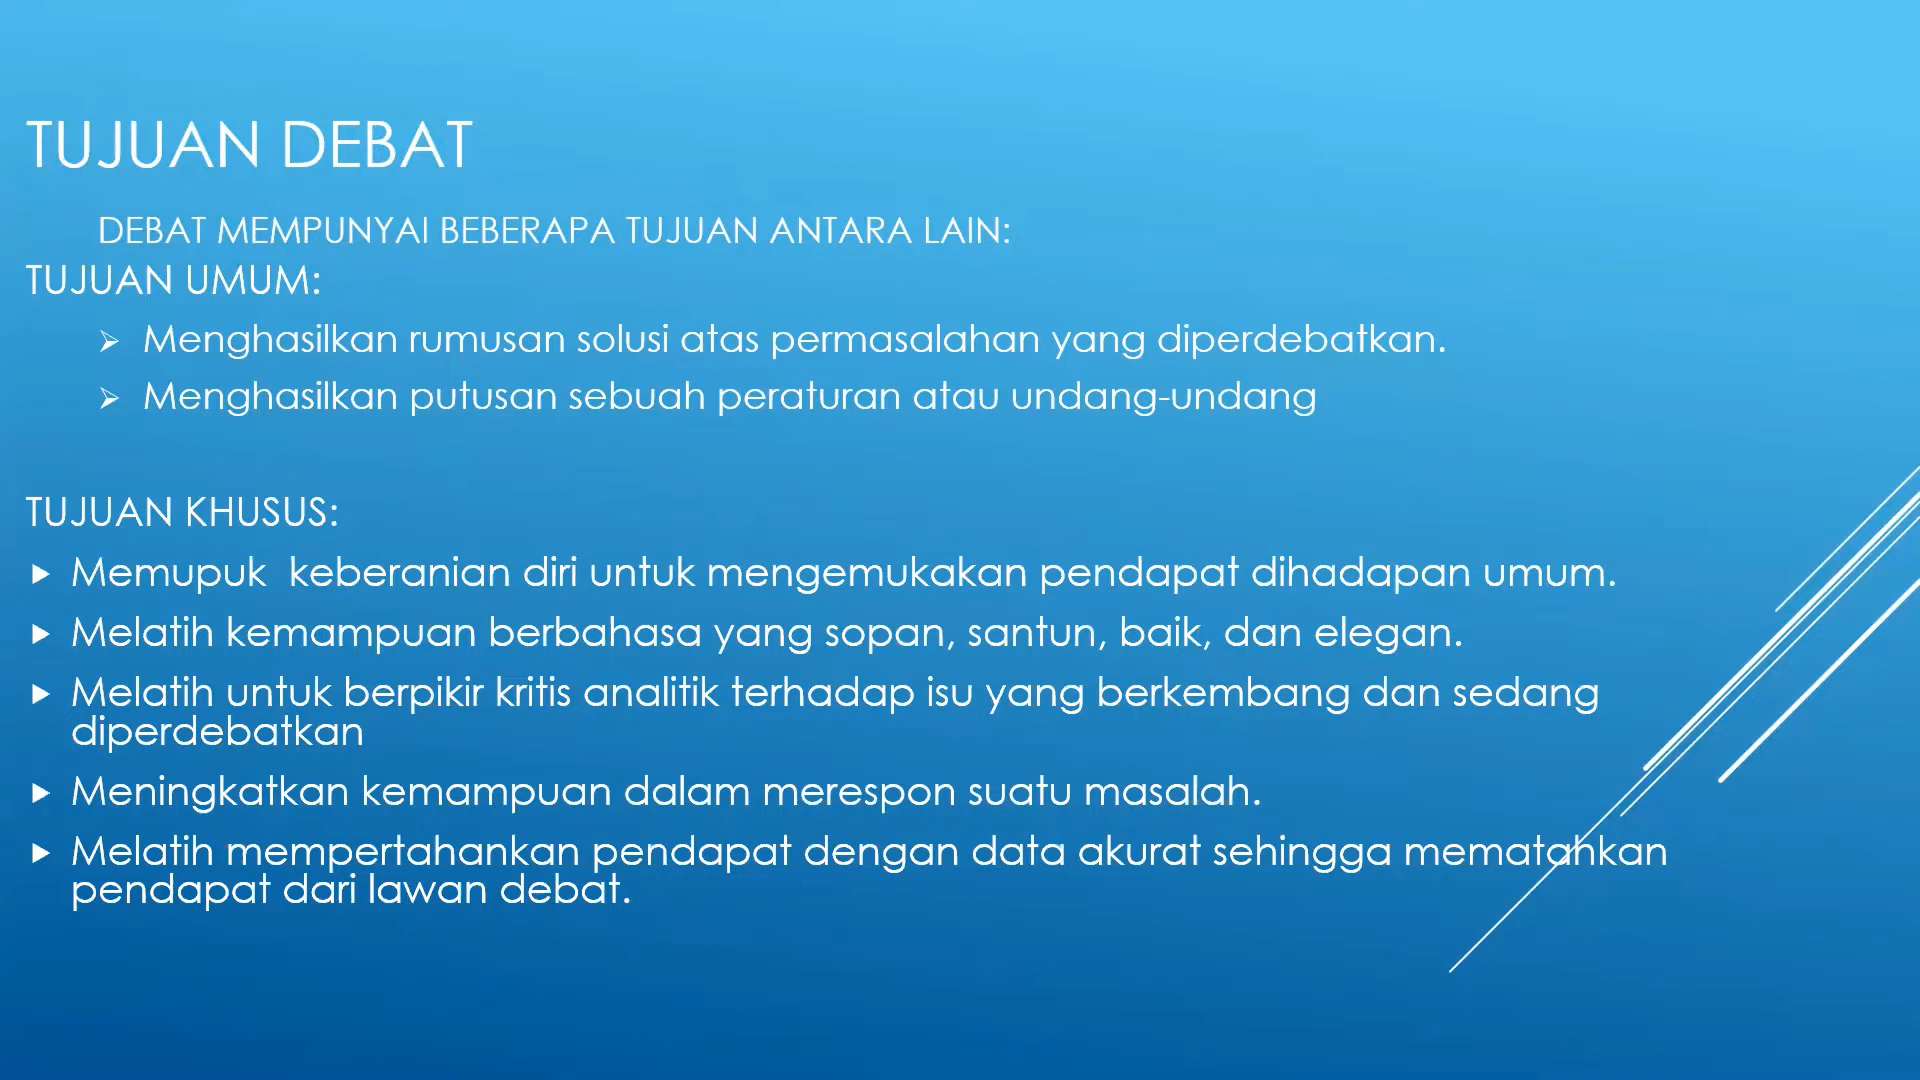 TUJUAN DEBAT
DEBAT MEMPUNYAI BEBERAPA TUJUAN ANTARA LAIN:
TUJUAN UMUM:
Menghasilkan rumusan solusi atas permasalahan yang diperdebatkan.
Menghasilkan putusan sebuah peraturan atau undang-undang
TUJUAN KHUSUS:
Memupuk  keberanian diri untuk mengemukakan pendapat dihadapan umum.
Melatih kemampuan berbahasa yang sopan, santun, baik, dan elegan.
Melatih untuk berpikir kritis analitik terhadap isu yang berkembang dan sedang
diperdebatkan
Meningkatkan kemampuan dalam merespon suatu masalah.
Melatih mempertahankan pendapat dengan data akurat sehingga mematahkan
pendapat dari lawan debat.